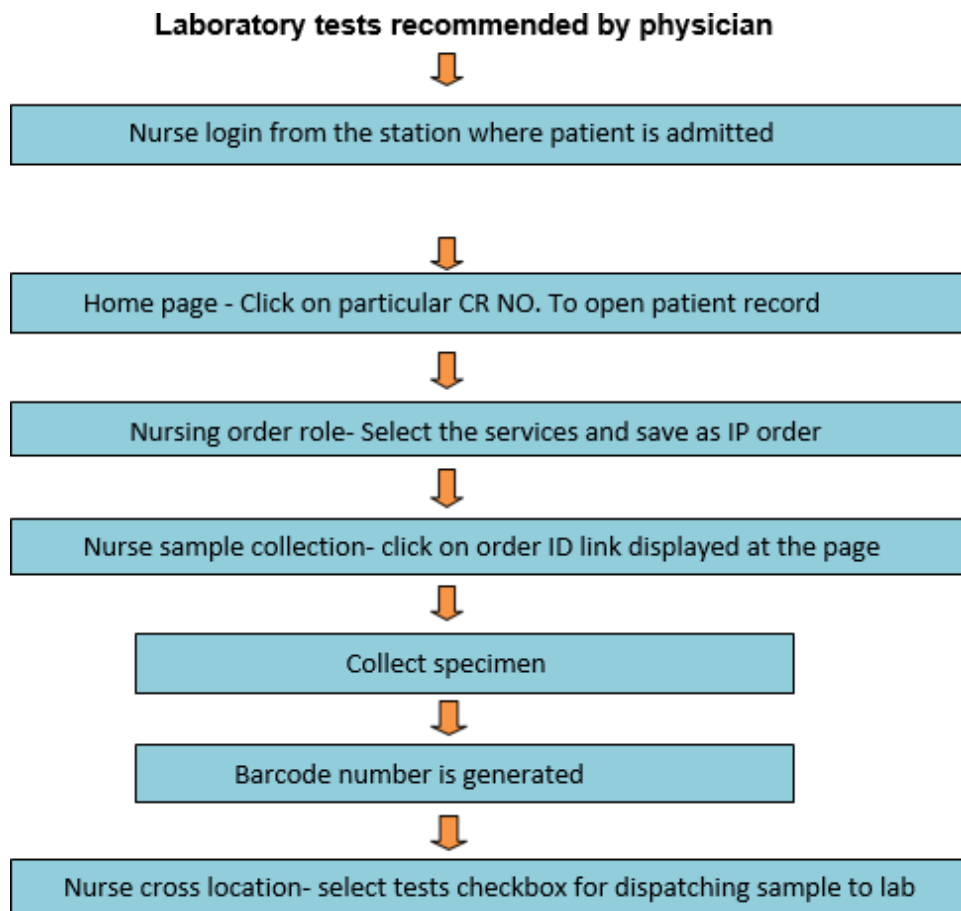 Laboratory tests recommended by physician
Nurse login from the station where patient is admitted
Home page - Click on particular CR NO. To open patient record
Nursing order role- Select the services and save as IP order
Nurse sample collection- click on order ID link displayed at the page
Collect specimen
Barcode number is generated
Nurse cross location- select tests checkbox for dispatching sample to lab